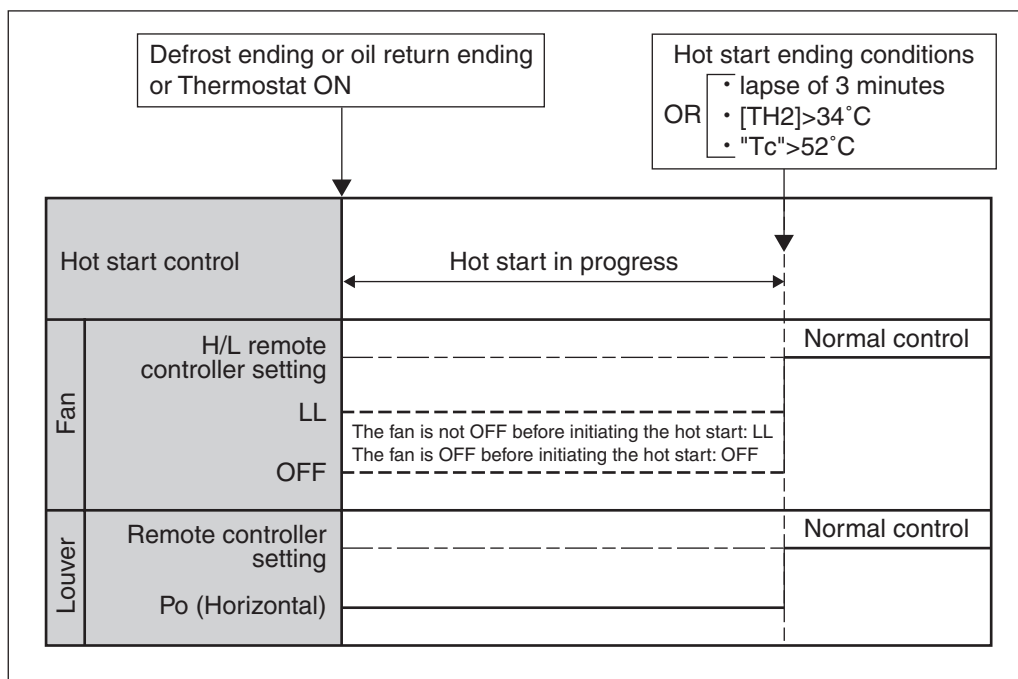 Defrost ending or oil return ending
or Thermostat ON
Hot start ending conditions
OR
・lapse of 3 minutes
・[TH2]>34˚C
・"Tc">52˚C
Hot start control
Hot start in progress
Fan
H/L remote
controller setting
Normal control
LL
The fan is not OFF before initiating the hot start: LL
The fan is OFF before initiating the hot start: OFF
OFF
Louver
Remote controller
setting
Normal control
Po (Horizontal)